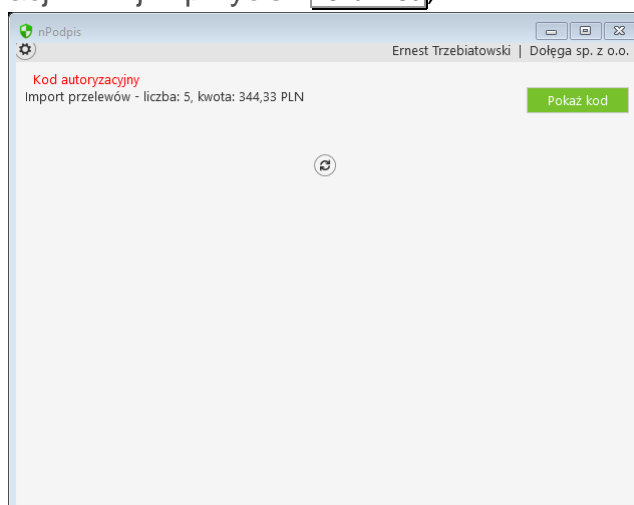 nPodpis
Ernest Trzebiatowski | Dołęga sp. z o.o.
Kod autoryzacyjny
Import przelewów - liczba: 5, kwota: 344,33 PLN
Pokaż kod